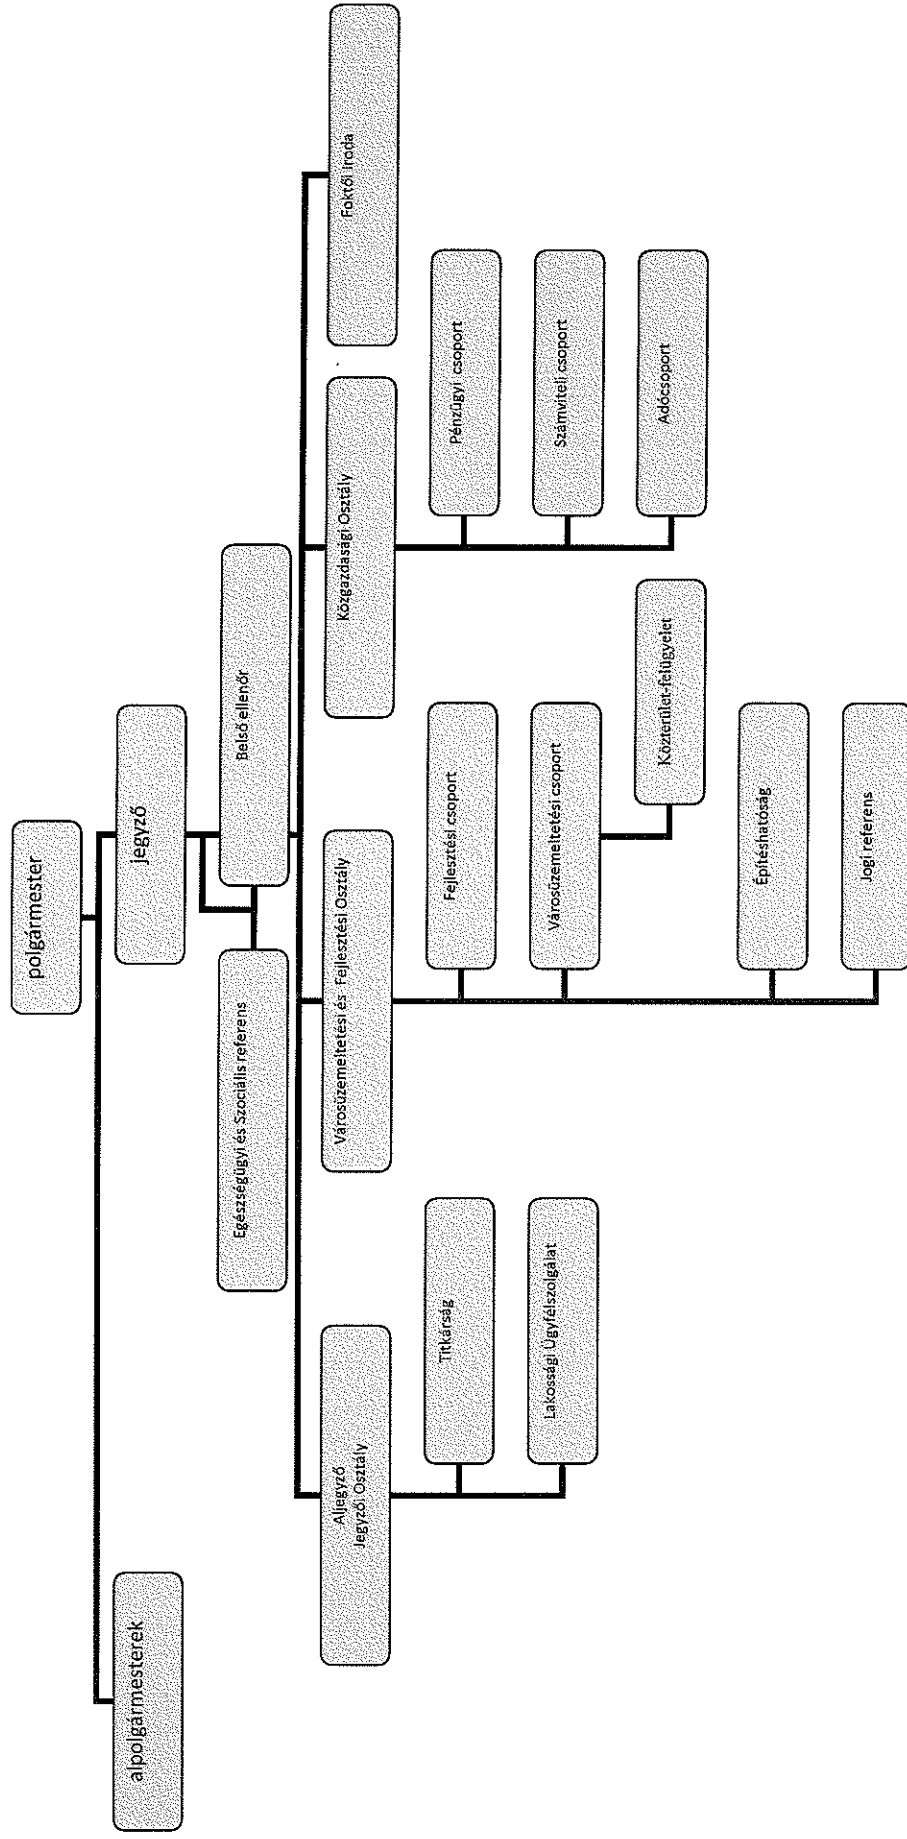 polgármester
alpolgármesterek
jegyző
Egészségügyi és Szociális referens
Belső ellenőr
Aljegyző
Jegyzői Osztály
Városüzemeltetési és Fejlesztési Osztály
Közgazdasági Osztály
Foktői Iroda
Titkárság
Lakossági Ügyfélszolgálat
Fejlesztési csoport
Városüzemeltetési csoport
Közterület-felügyelet
Építéshatóság
Jogi referens
Pénzügyi csoport
Számviteli csoport
Adócsoport